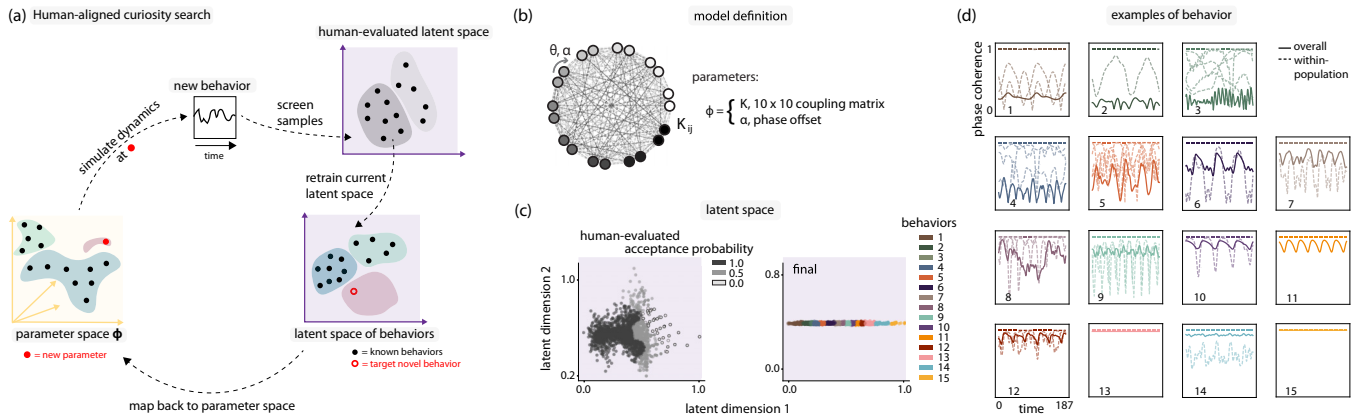 (a) Human-aligned curiosity search
human-evaluated latent space
new behavior
time
screen
samples
simulate dynamics
at
retrain current
latent space
parameter space ϕ
= new parameter
latent space of behaviors
= known behaviors
= target novel behavior
map back to parameter space
(b) model definition
θ, α
K ij
parameters:
ϕ = { K, 10 x 10 coupling matrix
α, phase offset
(c) latent space
human-evaluated
acceptance probability
1.0
0.5
0.0
latent dimension 2
1.0
0.2
0.0
1.0
final
0.8
0.0
0.0
1.0
latent dimension 1
behaviors
1
2
3
4
5
6
7
8
9
10
11
12
13
14
15
(d) examples of behavior
phase coherence
1
0
overall
within-
population
1
2
3
4
5
6
7
8
9
10
11
12
13
14
15
0 time 187